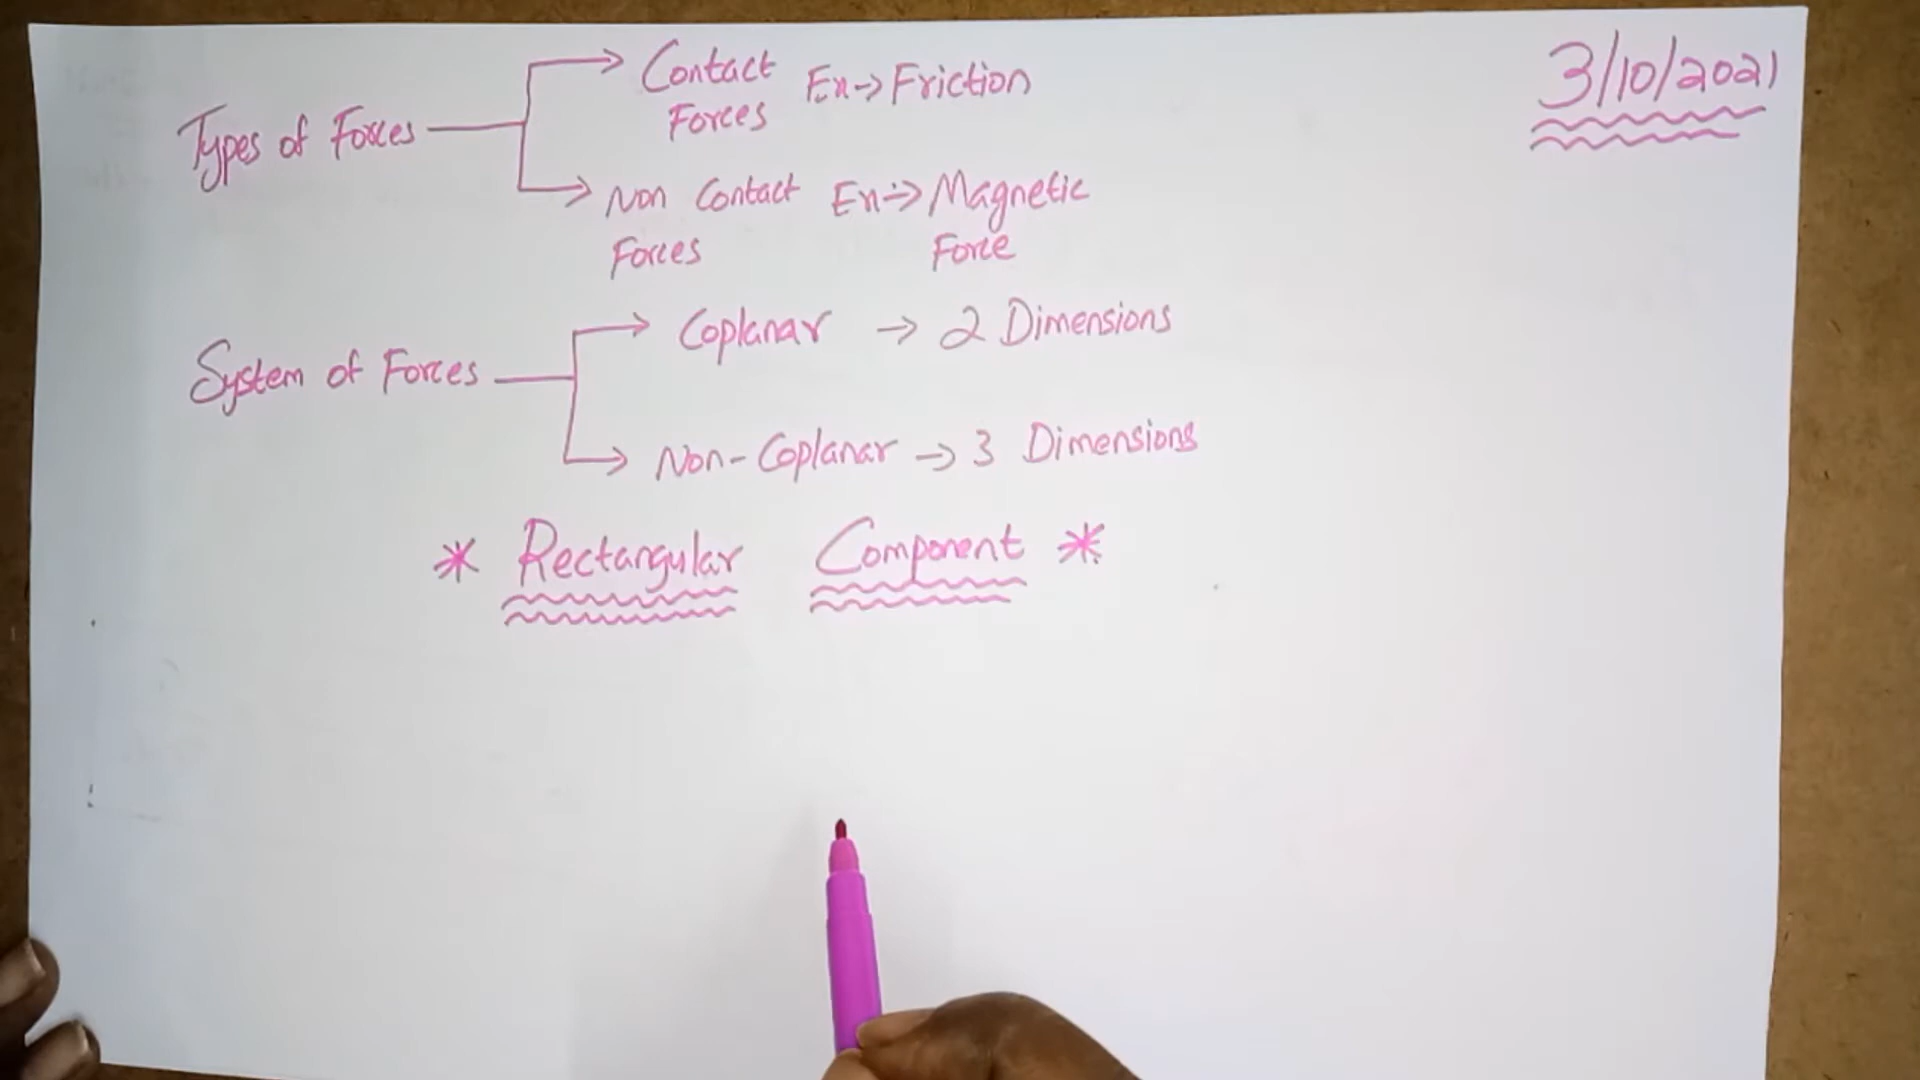 3/10/2021
Types of Forces
Contact Forces Ex-> Friction
Non Contact Forces Ex-> Magnetic Force
System of Forces
Coplanar -> 2 Dimensions
Non-Coplanar -> 3 Dimensions
* Rectangular Component *